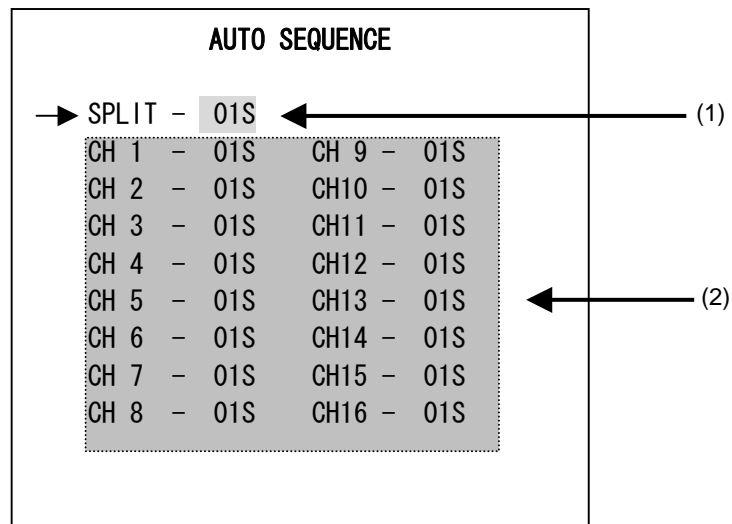 AUTO SEQUENCE
SPLIT - 01S (1)
CH 1 - 01S CH 9 - 01S
CH 2 - 01S CH10 - 01S
CH 3 - 01S CH11 - 01S
CH 4 - 01S CH12 - 01S
CH 5 - 01S CH13 - 01S (2)
CH 6 - 01S CH14 - 01S
CH 7 - 01S CH15 - 01S
CH 8 - 01S CH16 - 01S